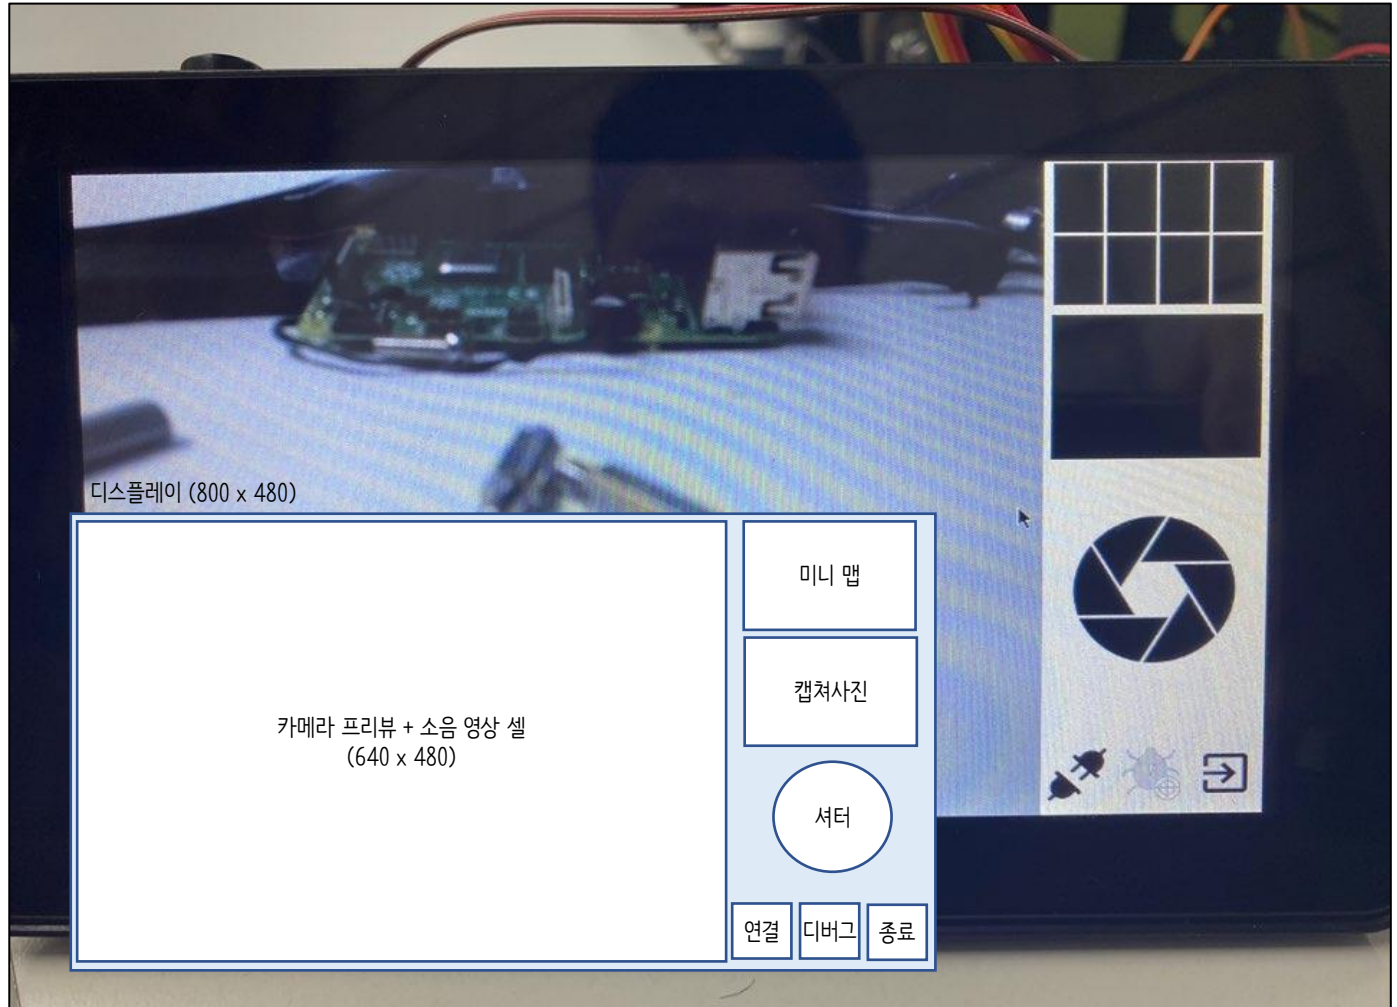 디스플레이 (800 x 480)
미니 맵
캡쳐사진
카메라 프리뷰 + 소음 영상 셀
(640 x 480)
셔터
연결
디버그
종료